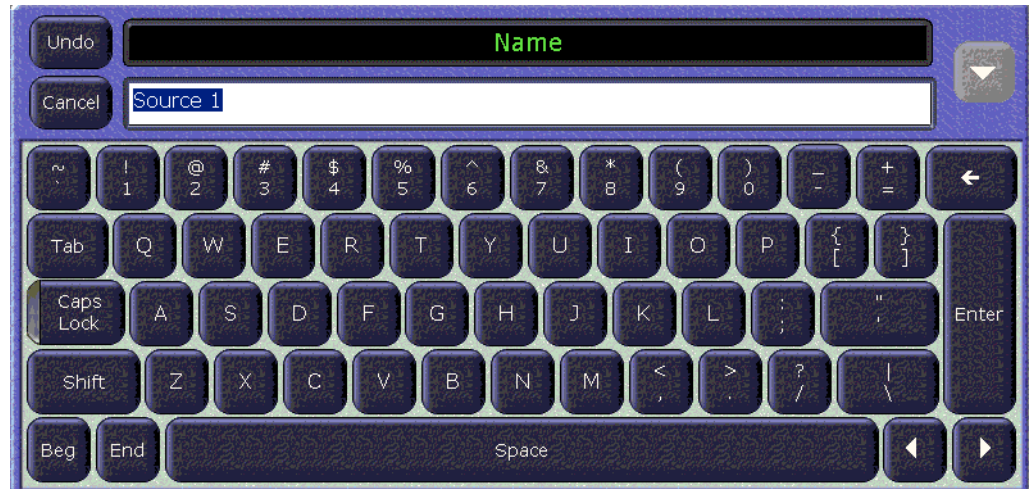 Undo Name
Cancel Source 1
~ ! @ # $ % ^ & * ( ) _ +
` 1 2 3 4 5 6 7 8 9 0 - =
Tab Q W E R T Y U I O P { }
[ ]
Caps Lock A S D F G H J K L : "
; '
Enter
Shift Z X C V B N M < > ? |
, . / \
Beg End Space